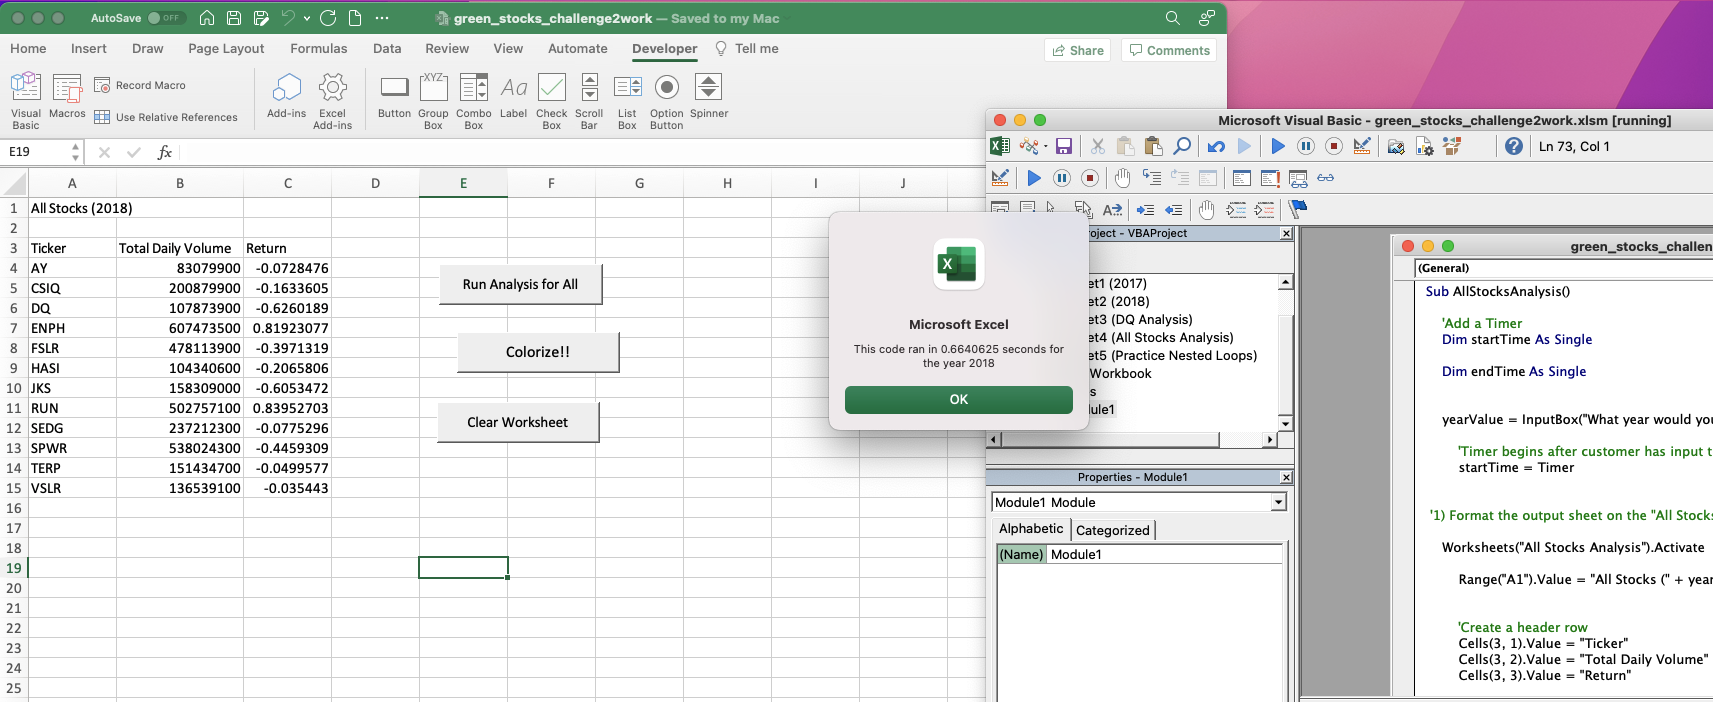 AutoSave OFF green_stocks_challenge2work — Saved to my Mac
Home Insert Draw Page Layout Formulas Data Review View Automate Developer Tell me Share Comments
Visual Basic
Macros
Record Macro
Use Relative References
Add-ins
Excel Add-ins
Button
XYZ
Group Box
Combo Box
Aa
Label
Check Box
Scroll Bar
List Box
Option Button
Spinner
E19 fx
A B C D E F G H I J
1 All Stocks (2018)
2
3 Ticker Total Daily Volume Return
4 AY 83079900 -0.0728476
5 CSIQ 200879900 -0.1633605
6 DQ 107873900 -0.6260189
7 ENPH 607473500 0.81923077
8 FSLR 478113900 -0.3971319
9 HASI 104340600 -0.2065806
10 JKS 158309000 -0.6053472
11 RUN 502757100 0.83952703
12 SEDG 237212300 -0.0775296
13 SPWR 538024300 -0.4459309
14 TERP 151434700 -0.0499577
15 VSLR 136539100 -0.035443
16
17
18
19
20
21
22
23
24
25
Run Analysis for All
Colorize!!
Clear Worksheet
Microsoft Excel
This code ran in 0.6640625 seconds for
the year 2018
OK
Microsoft Visual Basic - green_stocks_challenge2work.xlsm [running]
Ln 73, Col 1
oject - VBAProject
et1 (2017)
et2 (2018)
et3 (DQ Analysis)
et4 (All Stocks Analysis)
et5 (Practice Nested Loops)
Workbook
s
ule1
Properties - Module1
Module1 Module
Alphabetic Categorized
(Name) Module1
green_stocks_challen
(General)
Sub AllStocksAnalysis()
'Add a Timer
Dim startTime As Single
Dim endTime As Single
yearValue = InputBox("What year would you
'Timer begins after customer has input t
startTime = Timer
'1) Format the output sheet on the "All Stocks
Worksheets("All Stocks Analysis").Activate
Range("A1").Value = "All Stocks (" + year
'Create a header row
Cells(3, 1).Value = "Ticker"
Cells(3, 2).Value = "Total Daily Volume"
Cells(3, 3).Value = "Return"